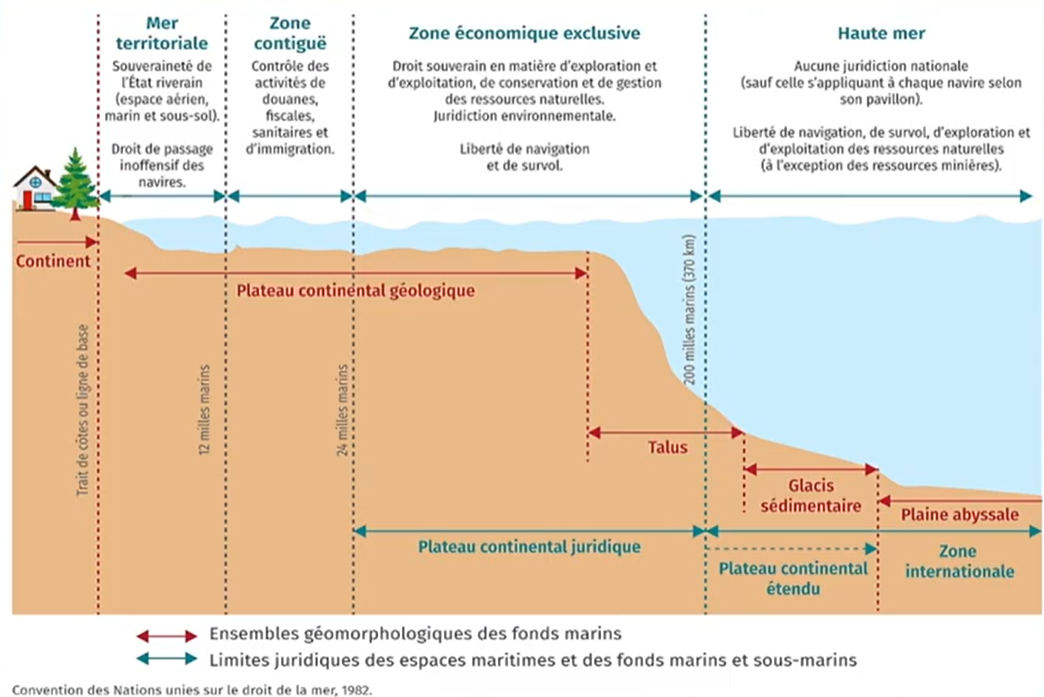 Mer
territoriale
Souveraineté de
l'État riverain
(espace aérien,
marin et sous-sol).
Droit de passage
inoffensif des
navires.
Zone
contiguë
Contrôle des
activités de
douanes,
fiscales,
sanitaires et
d'immigration.
Zone économique exclusive
Droit souverain en matière d'exploration et
d'exploitation, de conservation et de gestion
des ressources naturelles.
Juridiction environnementale.
Liberté de navigation
et de survol.
Haute mer
Aucune juridiction nationale
(sauf celle s'appliquant à chaque navire selon
son pavillon).
Liberté de navigation, de survol, d'exploration et
d'exploitation des ressources naturelles
(à l'exception des ressources minières).
Continent
Plateau continental géologique
Trait de côtes ou ligne de base
12 milles marins
24 milles marins
200 milles marins (370 km)
Talus
Glacis
sédimentaire
Plaine abyssale
Plateau continental juridique
Plateau continental
étendu
Zone
internationale
Ensembles géomorphologiques des fonds marins
Limites juridiques des espaces maritimes et des fonds marins et sous-marins
Convention des Nations unies sur le droit de la mer, 1982.